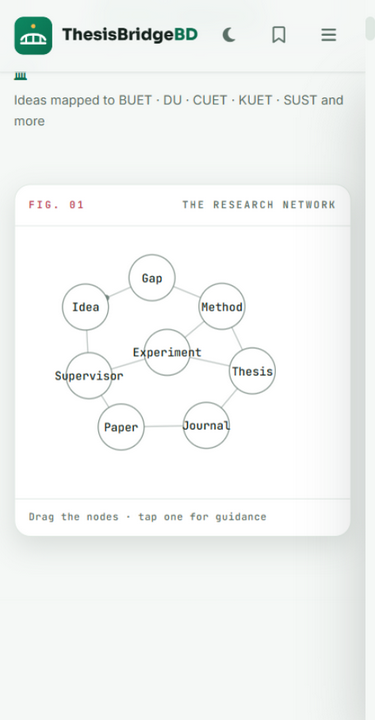 ThesisBridgeBD
Ideas mapped to BUET · DU · CUET · KUET · SUST and
more
FIG. 01
THE RESEARCH NETWORK
Gap
Idea
Method
Experiment
Supervisor
Thesis
Paper
Journal
Drag the nodes · tap one for guidance